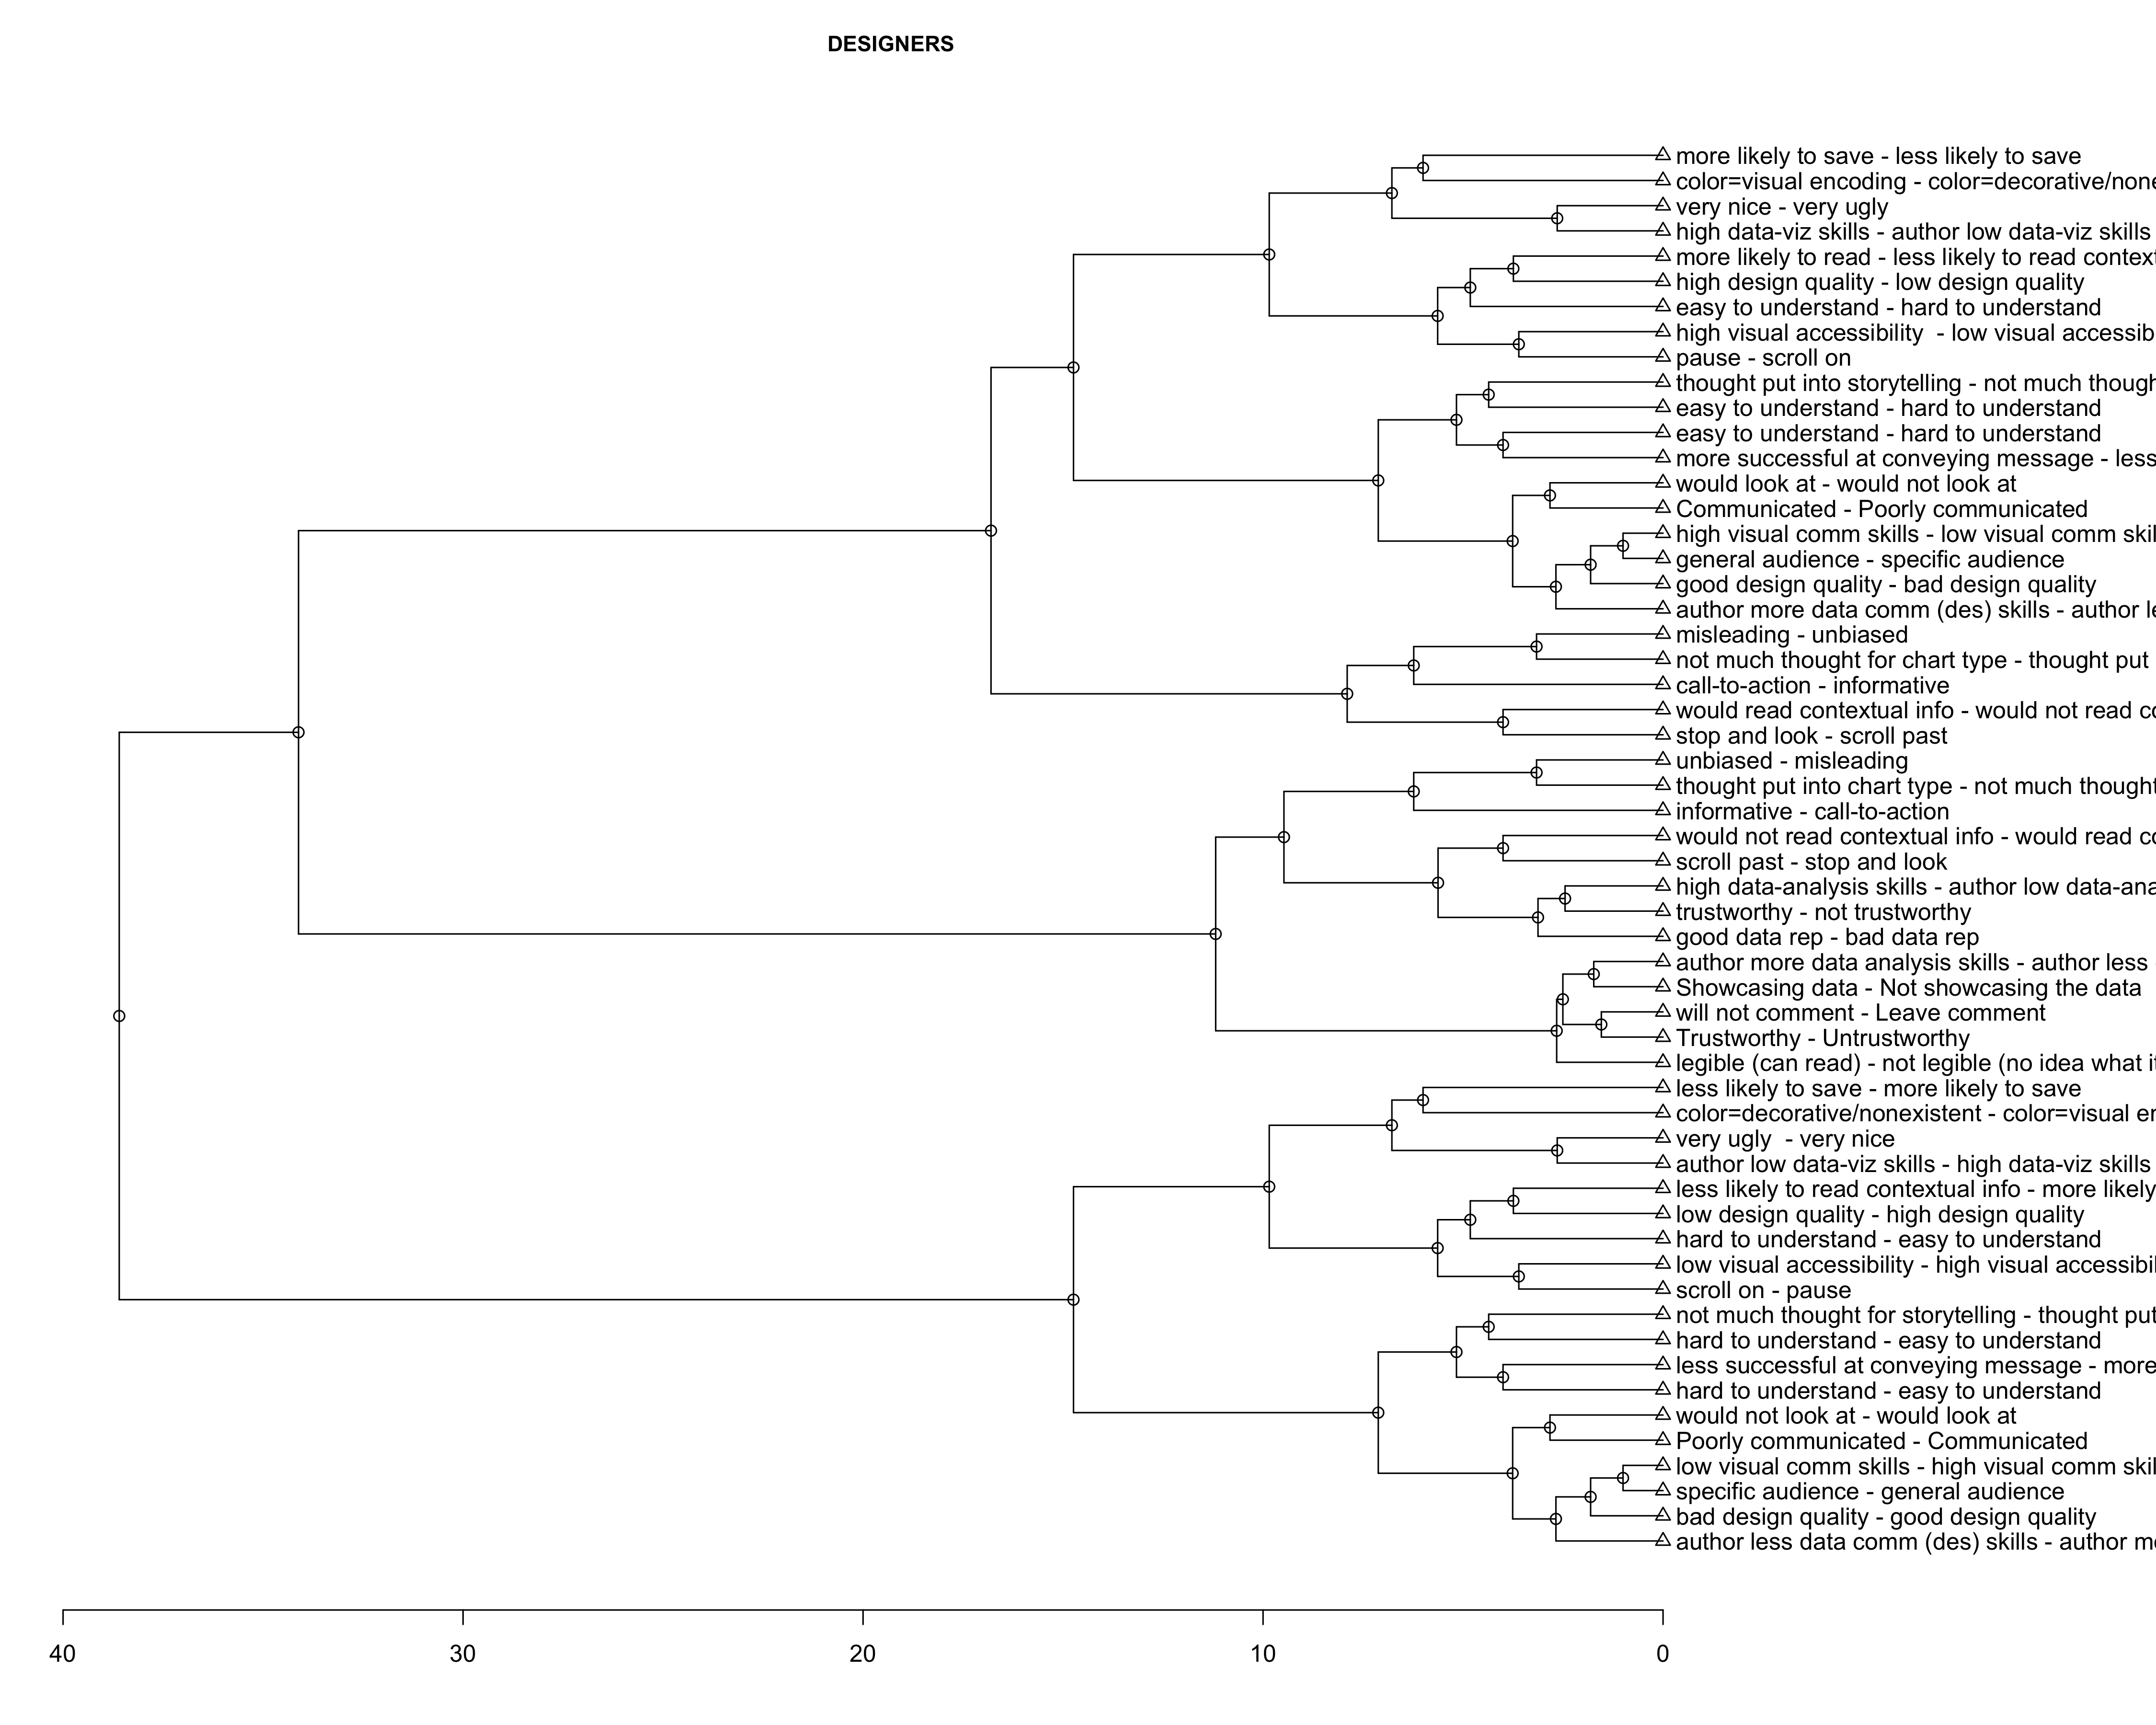 DESIGNERS
more likely to save - less likely to save
color=visual encoding - color=decorative/none
very nice - very ugly
high data-viz skills - author low data-viz skills
more likely to read - less likely to read contex
high design quality - low design quality
easy to understand - hard to understand
high visual accessibility  - low visual accessib
pause - scroll on
thought put into storytelling - not much though
easy to understand - hard to understand
easy to understand - hard to understand
more successful at conveying message - less
would look at - would not look at
Communicated - Poorly communicated
high visual comm skills - low visual comm skil
general audience - specific audience
good design quality - bad design quality
author more data comm (des) skills - author le
misleading - unbiased
not much thought for chart type - thought put
call-to-action - informative
would read contextual info - would not read co
stop and look - scroll past
unbiased - misleading
thought put into chart type - not much thought
informative - call-to-action
would not read contextual info - would read co
scroll past - stop and look
high data-analysis skills - author low data-ana
trustworthy - not trustworthy
good data rep - bad data rep
author more data analysis skills - author less
Showcasing data - Not showcasing the data
will not comment - Leave comment
Trustworthy - Untrustworthy
legible (can read) - not legible (no idea what i
less likely to save - more likely to save
color=decorative/nonexistent - color=visual e
very ugly  - very nice
author low data-viz skills - high data-viz skills
less likely to read contextual info - more likely
low design quality - high design quality
hard to understand - easy to understand
low visual accessibility - high visual accessibil
scroll on - pause
not much thought for storytelling - thought put
hard to understand - easy to understand
less successful at conveying message - more
hard to understand - easy to understand
would not look at - would look at
Poorly communicated - Communicated
low visual comm skills - high visual comm skil
specific audience - general audience
bad design quality - good design quality
author less data comm (des) skills - author m
40 30 20 10 0